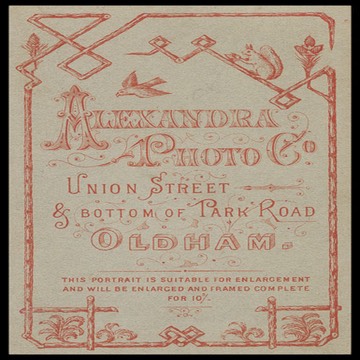 ALEXANDRA
PHOTO Co
UNION STREET
& BOTTOM OF PARK ROAD
OLDHAM.
THIS PORTRAIT IS SUITABLE FOR ENLARGEMENT
AND WILL BE ENLARGED AND FRAMED COMPLETE
FOR 10/.